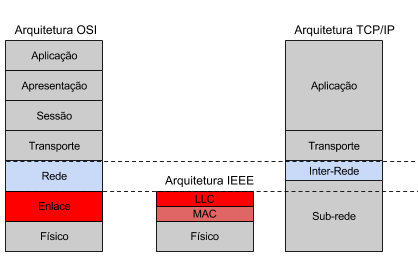 Arquitetura OSI
Aplicação
Apresentação
Sessão
Transporte
Rede
Enlace
Físico
Arquitetura IEEE
LLC
MAC
Físico
Arquitetura TCP/IP
Aplicação
Transporte
Inter-Rede
Sub-rede